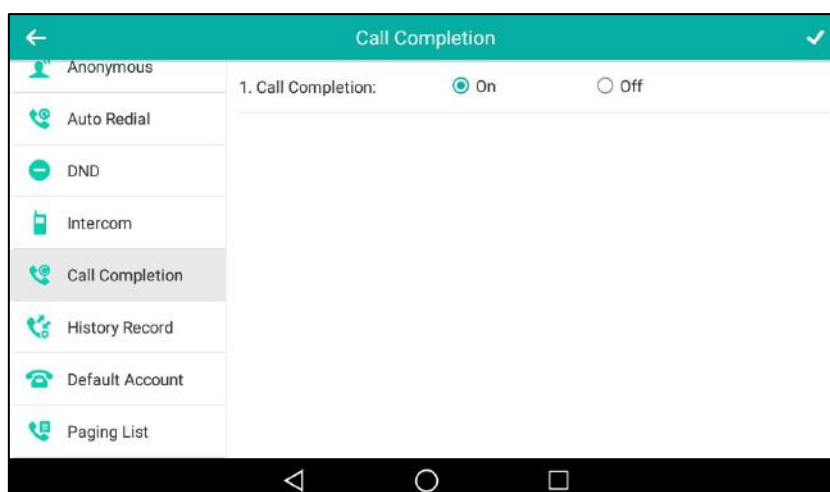 Call Completion
Anonymous
1. Call Completion: On Off
Auto Redial
DND
Intercom
Call Completion
History Record
Default Account
Paging List